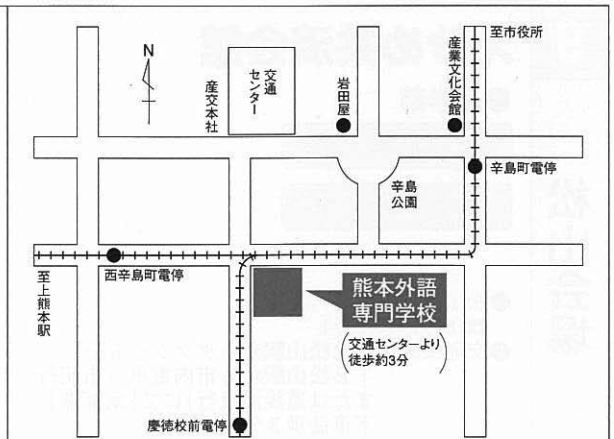 至市役所
N
交通
センター
産交本社
岩田屋
産業文化会館
辛島町電停
辛島
公園
西辛島町電停
至上熊本駅
熊本外語
専門学校
(交通センターより
徒歩約3分)
慶徳校前電停